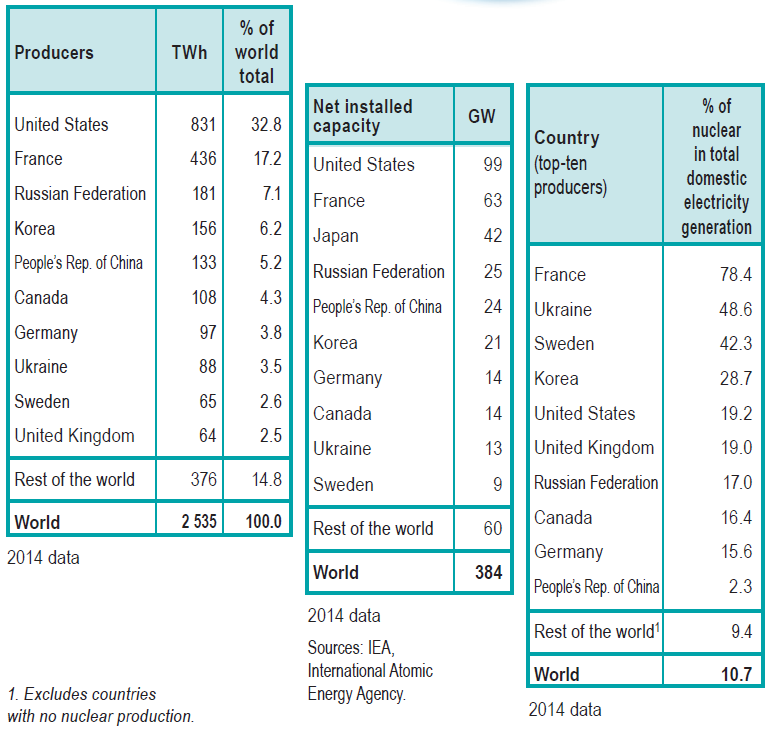 Producers TWh % of world total
United States 831 32.8
France 436 17.2
Russian Federation 181 7.1
Korea 156 6.2
People's Rep. of China 133 5.2
Canada 108 4.3
Germany 97 3.8
Ukraine 88 3.5
Sweden 65 2.6
United Kingdom 64 2.5
Rest of the world 376 14.8
World 2 535 100.0
2014 data
Net installed capacity GW
United States 99
France 63
Japan 42
Russian Federation 25
People's Rep. of China 24
Korea 21
Germany 14
Canada 14
Ukraine 13
Sweden 9
Rest of the world 60
World 384
2014 data
Sources: IEA,
International Atomic
Energy Agency.
Country
(top-ten
producers)
% of
nuclear
in total
domestic
electricity
generation
France 78.4
Ukraine 48.6
Sweden 42.3
Korea 28.7
United States 19.2
United Kingdom 19.0
Russian Federation 17.0
Canada 16.4
Germany 15.6
People's Rep. of China 2.3
Rest of the world¹ 9.4
World 10.7
2014 data
1. Excludes countries
with no nuclear production.